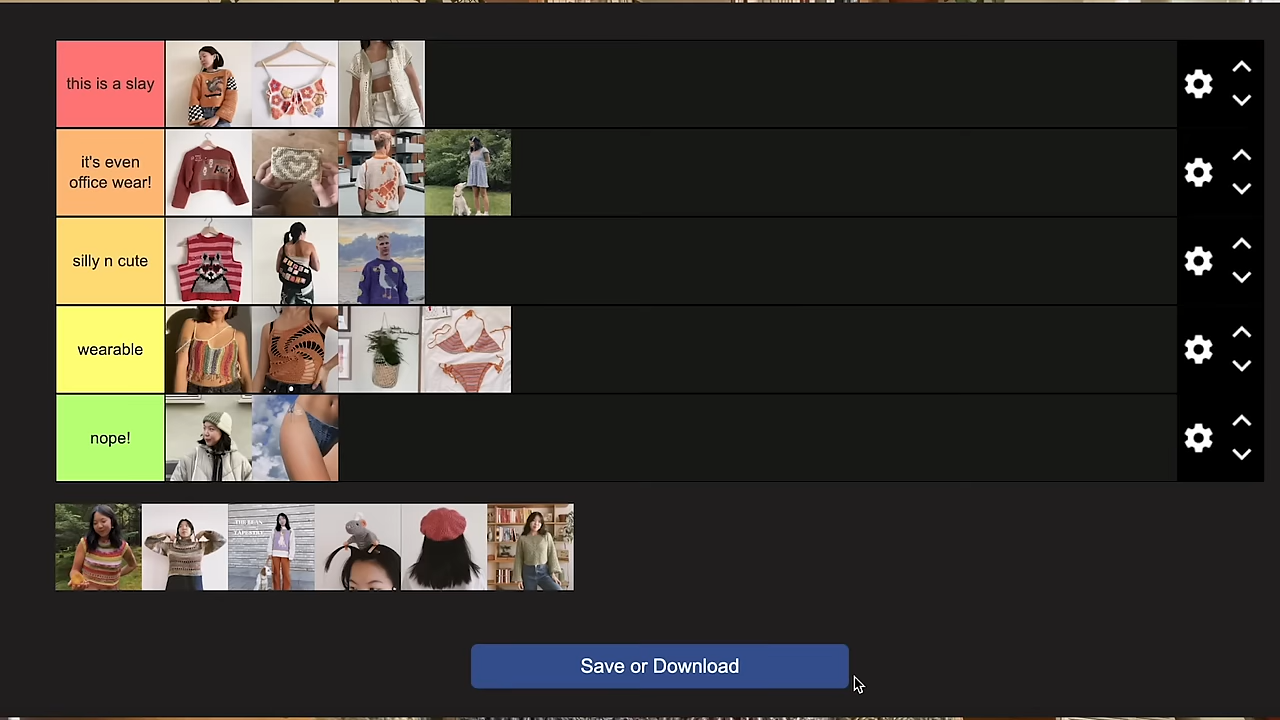 this is a slay
it's even
office wear!
silly n cute
wearable
nope!
Save or Download